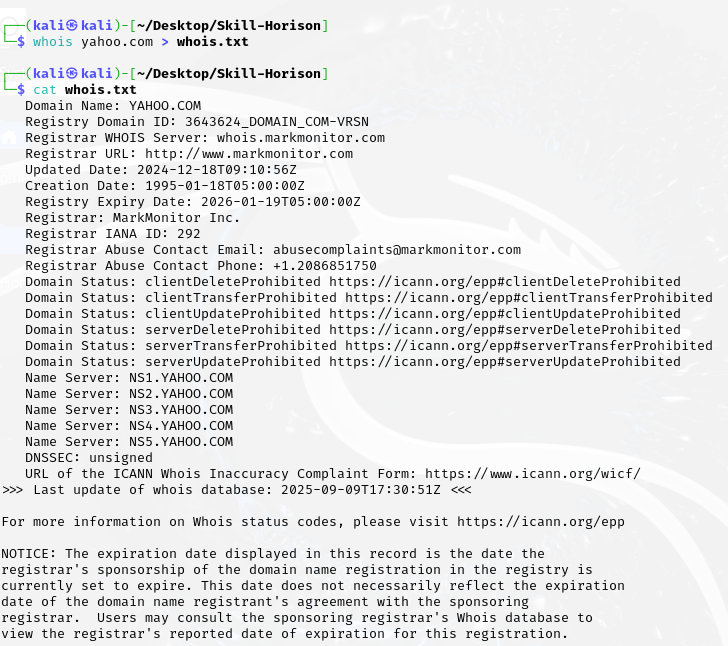 ┌──(kali㉿kali)-[~/Desktop/Skill-Horison]
└─$ whois yahoo.com > whois.txt
┌──(kali㉿kali)-[~/Desktop/Skill-Horison]
└─$ cat whois.txt
Domain Name: YAHOO.COM
Registry Domain ID: 3643624_DOMAIN_COM-VRSN
Registrar WHOIS Server: whois.markmonitor.com
Registrar URL: http://www.markmonitor.com
Updated Date: 2024-12-18T09:10:56Z
Creation Date: 1995-01-18T05:00:00Z
Registry Expiry Date: 2026-01-19T05:00:00Z
Registrar: MarkMonitor Inc.
Registrar IANA ID: 292
Registrar Abuse Contact Email: abusecomplaints@markmonitor.com
Registrar Abuse Contact Phone: +1.2086851750
Domain Status: clientDeleteProhibited https://icann.org/epp#clientDeleteProhibited
Domain Status: clientTransferProhibited https://icann.org/epp#clientTransferProhibited
Domain Status: clientUpdateProhibited https://icann.org/epp#clientUpdateProhibited
Domain Status: serverDeleteProhibited https://icann.org/epp#serverDeleteProhibited
Domain Status: serverTransferProhibited https://icann.org/epp#serverTransferProhibited
Domain Status: serverUpdateProhibited https://icann.org/epp#serverUpdateProhibited
Name Server: NS1.YAHOO.COM
Name Server: NS2.YAHOO.COM
Name Server: NS3.YAHOO.COM
Name Server: NS4.YAHOO.COM
Name Server: NS5.YAHOO.COM
DNSSEC: unsigned
URL of the ICANN Whois Inaccuracy Complaint Form: https://www.icann.org/wicf/
>>> Last update of whois database: 2025-09-09T17:30:51Z <<<
For more information on Whois status codes, please visit https://icann.org/epp
NOTICE: The expiration date displayed in this record is the date the
registrar's sponsorship of the domain name registration in the registry is
currently set to expire. This date does not necessarily reflect the expiration
date of the domain name registrant's agreement with the sponsoring
registrar.  Users may consult the sponsoring registrar's Whois database to
view the registrar's reported date of expiration for this registration.